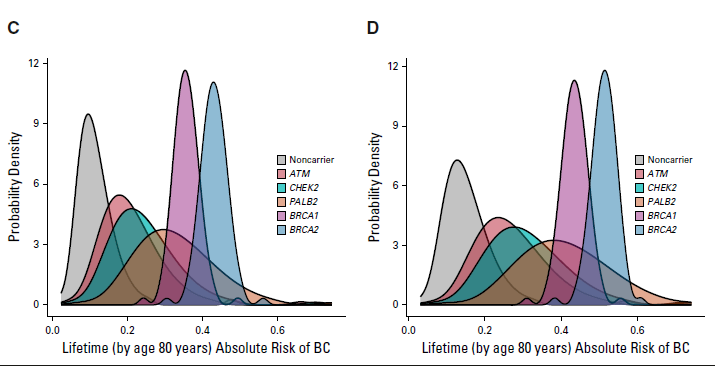 C
12
9
6
3
0
Probability Density
Noncarrier
ATM
CHEK2
PALB2
BRCA1
BRCA2
0.0 0.2 0.4 0.6
Lifetime (by age 80 years) Absolute Risk of BC
D
12
9
6
3
0
Probability Density
Noncarrier
ATM
CHEK2
PALB2
BRCA1
BRCA2
0.0 0.2 0.4 0.6
Lifetime (by age 80 years) Absolute Risk of BC